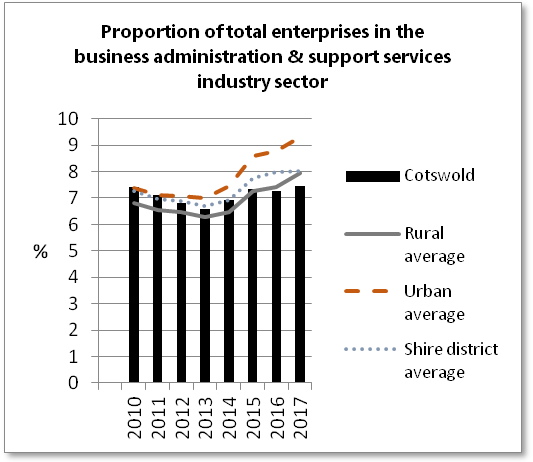 Proportion of total enterprises in the
business administration & support services
industry sector
10
9
8
7
6
5
4
3
2
1
0
%
2010
2011
2012
2013
2014
2015
2016
2017
Cotswold
Rural
average
Urban
average
Shire district
average